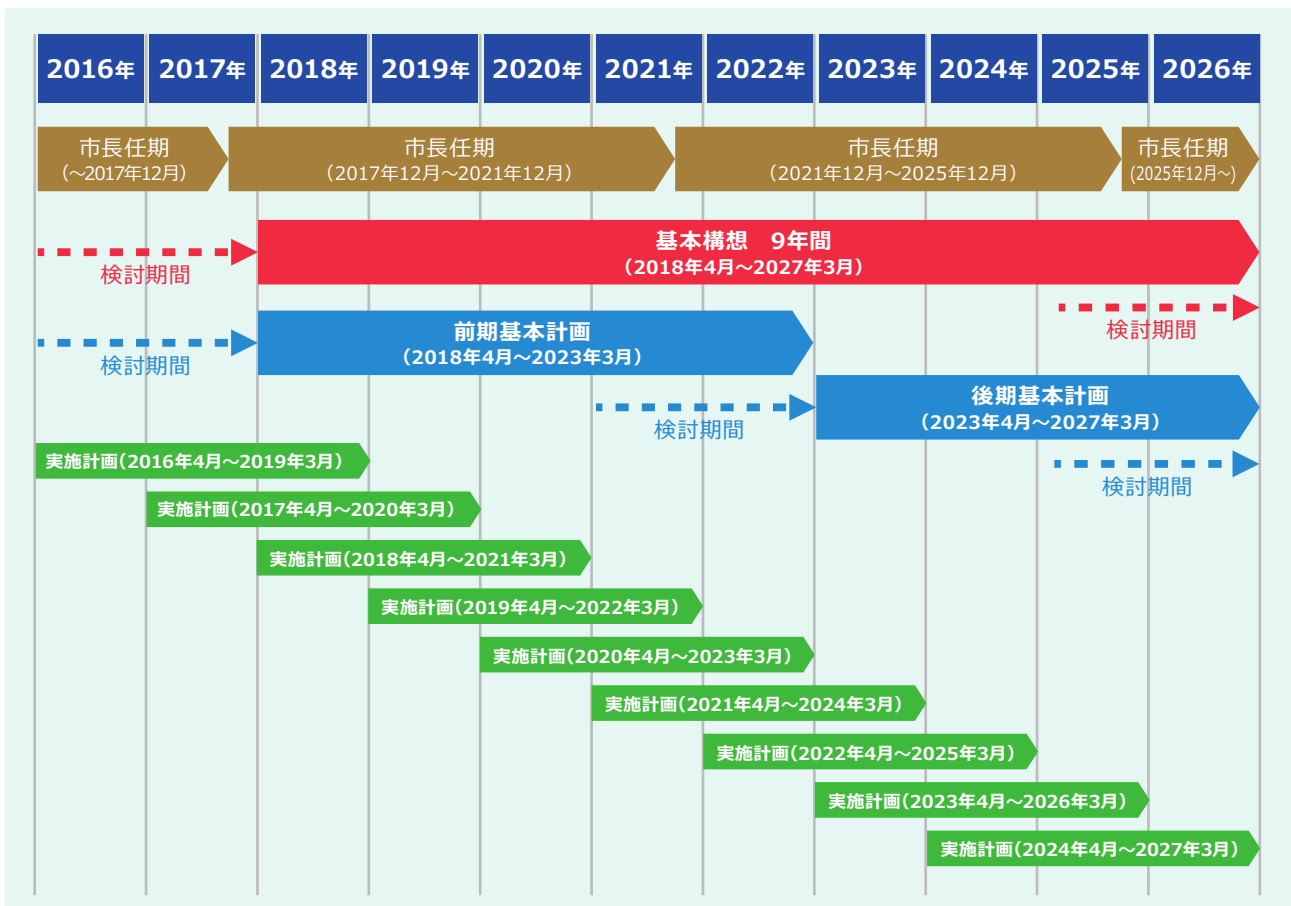 2016年 2017年 2018年 2019年 2020年 2021年 2022年 2023年 2024年 2025年 2026年
市長任期
(～2017年12月)
市長任期
(2017年12月～2021年12月)
市長任期
(2021年12月～2025年12月)
市長任期
(2025年12月～)
検討期間
基本構想　9年間
（2018年4月～2027年3月）
検討期間
検討期間
前期基本計画
（2018年4月～2023年3月）
検討期間
後期基本計画
（2023年4月～2027年3月）
検討期間
実施計画(2016年4月～2019年3月)
実施計画(2017年4月～2020年3月)
実施計画(2018年4月～2021年3月)
実施計画(2019年4月～2022年3月)
実施計画(2020年4月～2023年3月)
実施計画(2021年4月～2024年3月)
実施計画(2022年4月～2025年3月)
実施計画(2023年4月～2026年3月)
実施計画(2024年4月～2027年3月)